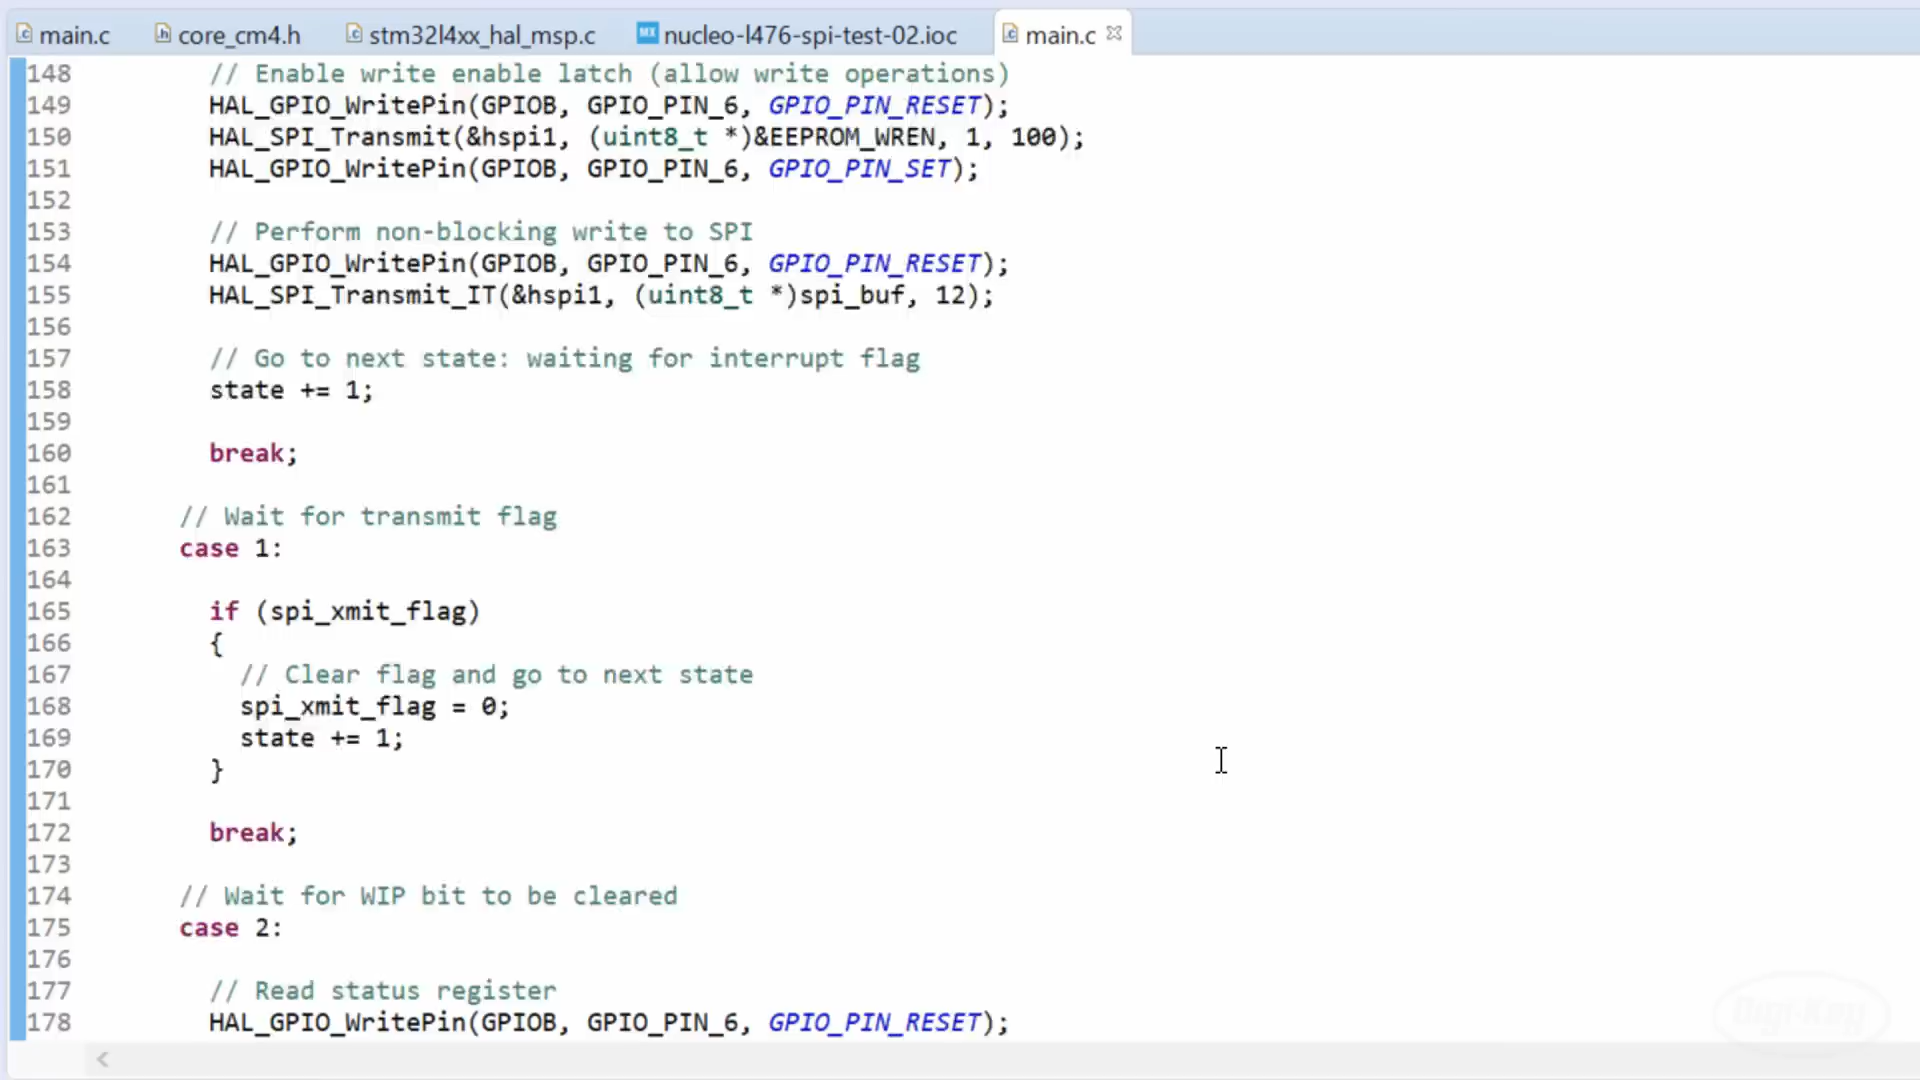 main.c core_cm4.h stm32l4xx_hal_msp.c MX nucleo-l476-spi-test-02.ioc main.c
148 // Enable write enable latch (allow write operations)
149 HAL_GPIO_WritePin(GPIOB, GPIO_PIN_6, GPIO_PIN_RESET);
150 HAL_SPI_Transmit(&hspi1, (uint8_t *)&EEPROM_WREN, 1, 100);
151 HAL_GPIO_WritePin(GPIOB, GPIO_PIN_6, GPIO_PIN_SET);
152
153 // Perform non-blocking write to SPI
154 HAL_GPIO_WritePin(GPIOB, GPIO_PIN_6, GPIO_PIN_RESET);
155 HAL_SPI_Transmit_IT(&hspi1, (uint8_t *)spi_buf, 12);
156
157 // Go to next state: waiting for interrupt flag
158 state += 1;
159
160 break;
161
162 // Wait for transmit flag
163 case 1:
164
165 if (spi_xmit_flag)
166 {
167 // Clear flag and go to next state
168 spi_xmit_flag = 0;
169 state += 1;
170 }
171
172 break;
173
174 // Wait for WIP bit to be cleared
175 case 2:
176
177 // Read status register
178 HAL_GPIO_WritePin(GPIOB, GPIO_PIN_6, GPIO_PIN_RESET);
Digi-Key